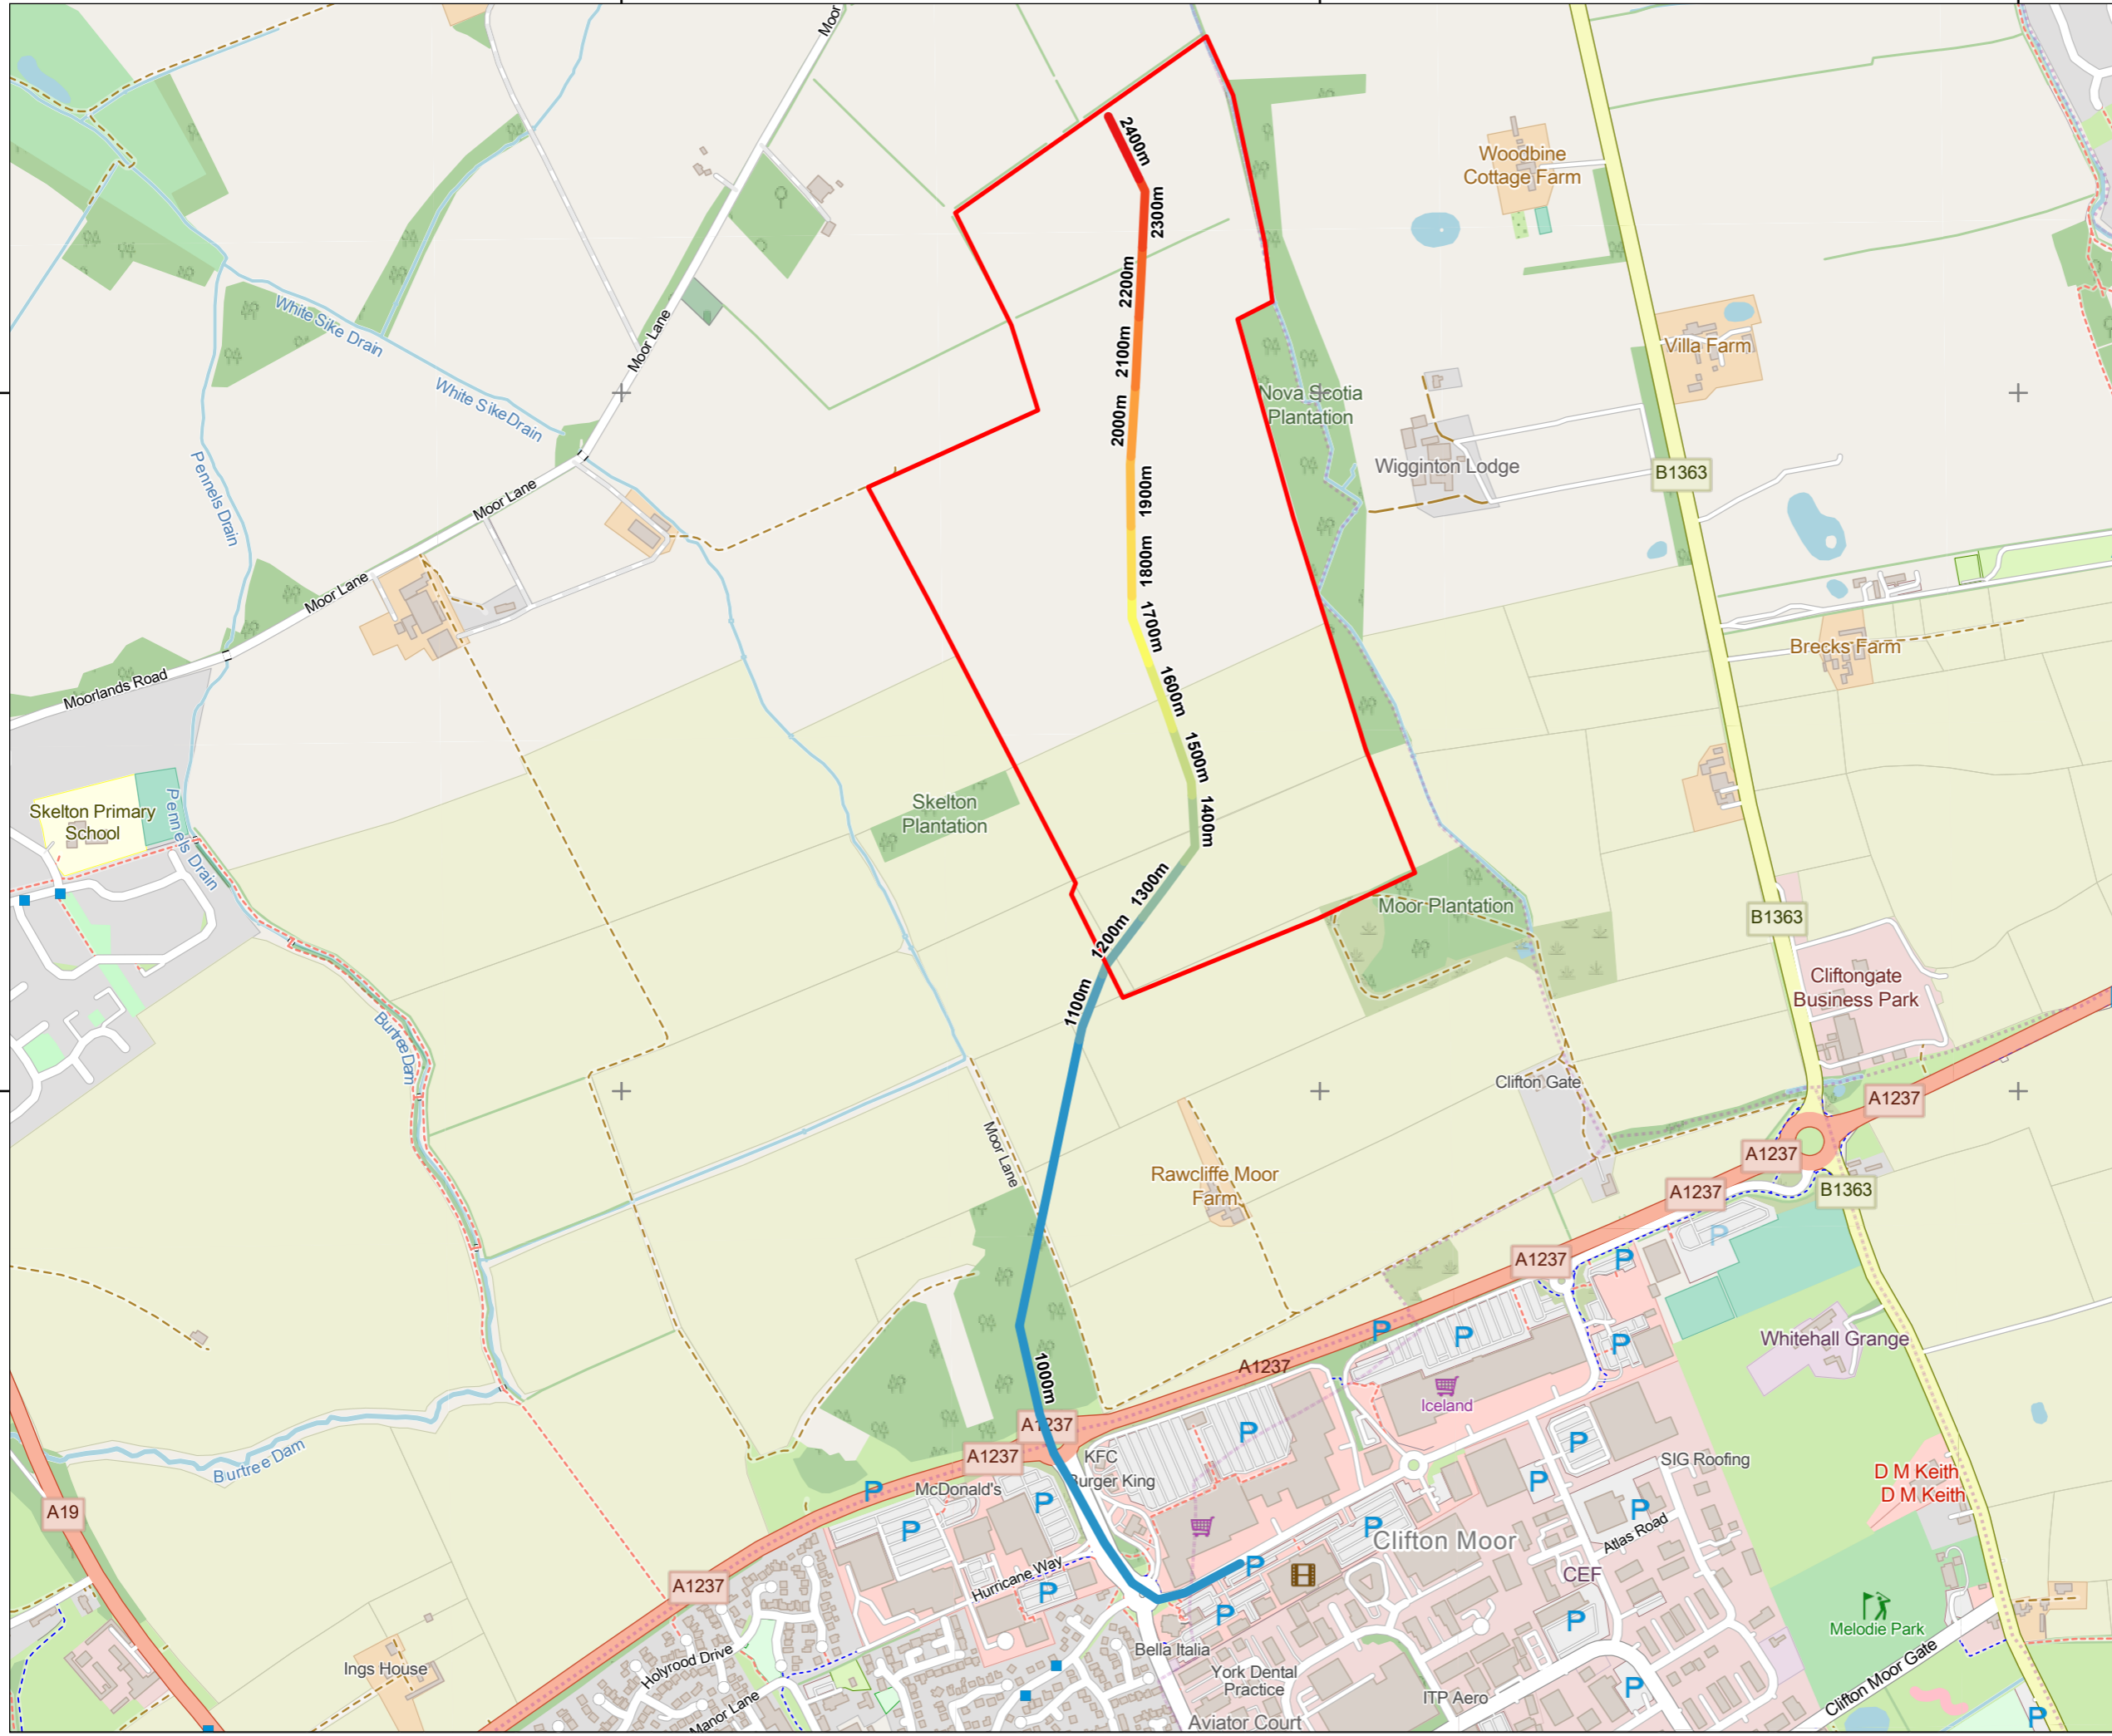 Moor
2400m
Woodbine
Cottage Farm
2300m
2200m
White Sike Drain
Moor Lane
Villa Farm
2100m
White Sike Drain
2000m
Nova Scotia
Plantation
Wigginton Lodge
B1363
Pennels Drain
Moor Lane
1900m
1800m
Moor Lane
1700m
Brecks Farm
Moorlands Road
1600m
1500m
Skelton Primary
School
Pennels Drain
Skelton
Plantation
1400m
1300m
Moor Plantation
B1363
1200m
Cliftongate
Business Park
1100m
Burtree Dam
Clifton Gate
A1237
Moor Lane
A1237
Rawcliffe Moor
Farm
A1237
B1363
A1237
P
P
P
P
P
Whitehall Grange
A1237
1000m
Iceland
A1237
P
P
A1237
KFC
Burger King
SIG Roofing
Burtree Dam
McDonald's
P
P
P
P
D M Keith
D M Keith
A19
P
P
P
Clifton Moor
Atlas Road
Hurricane Way
P
CEF
A1237
P
P
P
Melodie Park
Bella Italia
Ings House
Holyrood Drive
York Dental
Practice
Clifton Moor Gate
ITP Aero
P
Manor Lane
Aviator Court
P